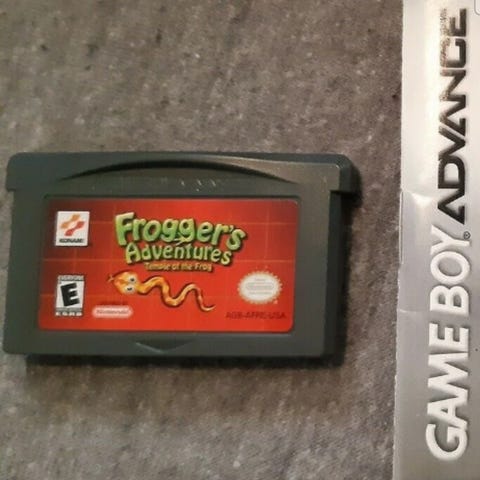 KONAMI
Frogger's
Adventures
Temple of the Frog
EVERYONE
E
ESRB
Nintendo
AGB-AFRE-USA
GAME BOY ADVANCE